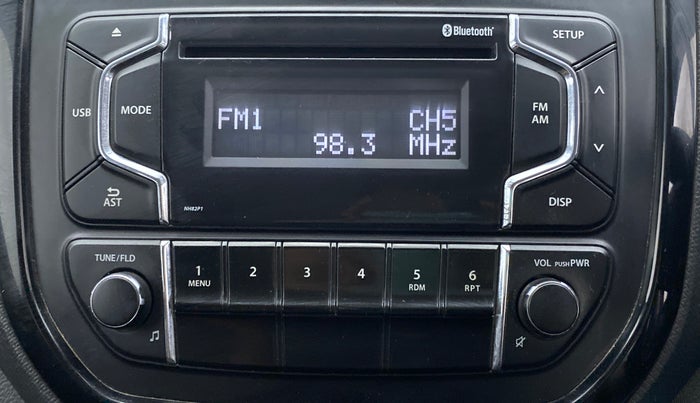 Bluetooth
SETUP
USB
MODE
FM1 CH5
98.3 MHz
FM
AM
AST
NH82P1
DISP
TUNE/FLD
1
MENU
2
3
4
5
RDM
6
RPT
VOL PUSH PWR